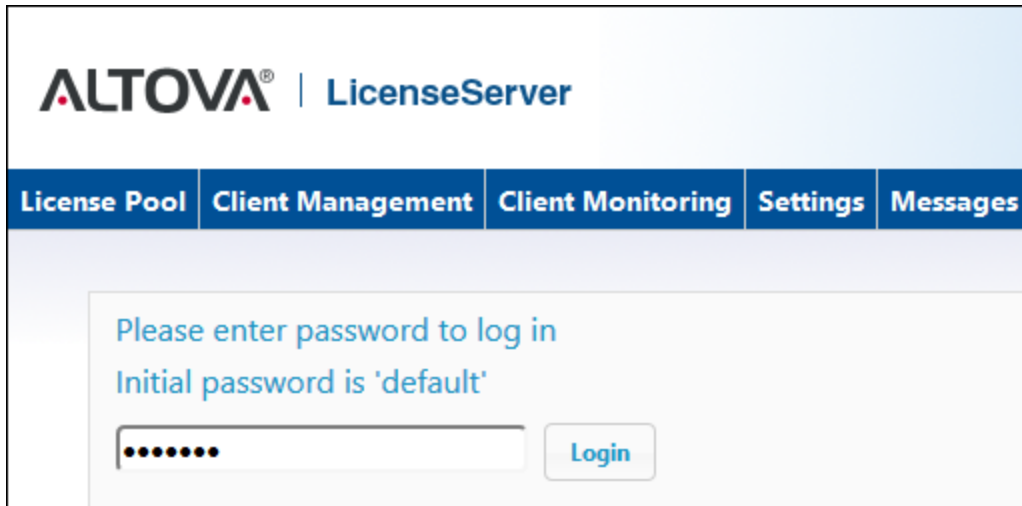 ALTOVA® | LicenseServer
License Pool Client Management Client Monitoring Settings Messages
Please enter password to log in
Initial password is 'default'
••••••• Login